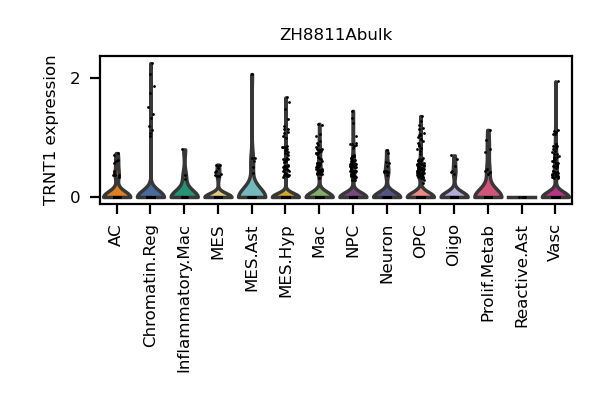 ZH8811Abulk
TRNT1 expression
2
0
AC
Chromatin.Reg
Inflammatory.Mac
MES
MES.Ast
MES.Hyp
Mac
NPC
Neuron
OPC
Oligo
Prolif.Metab
Reactive.Ast
Vasc